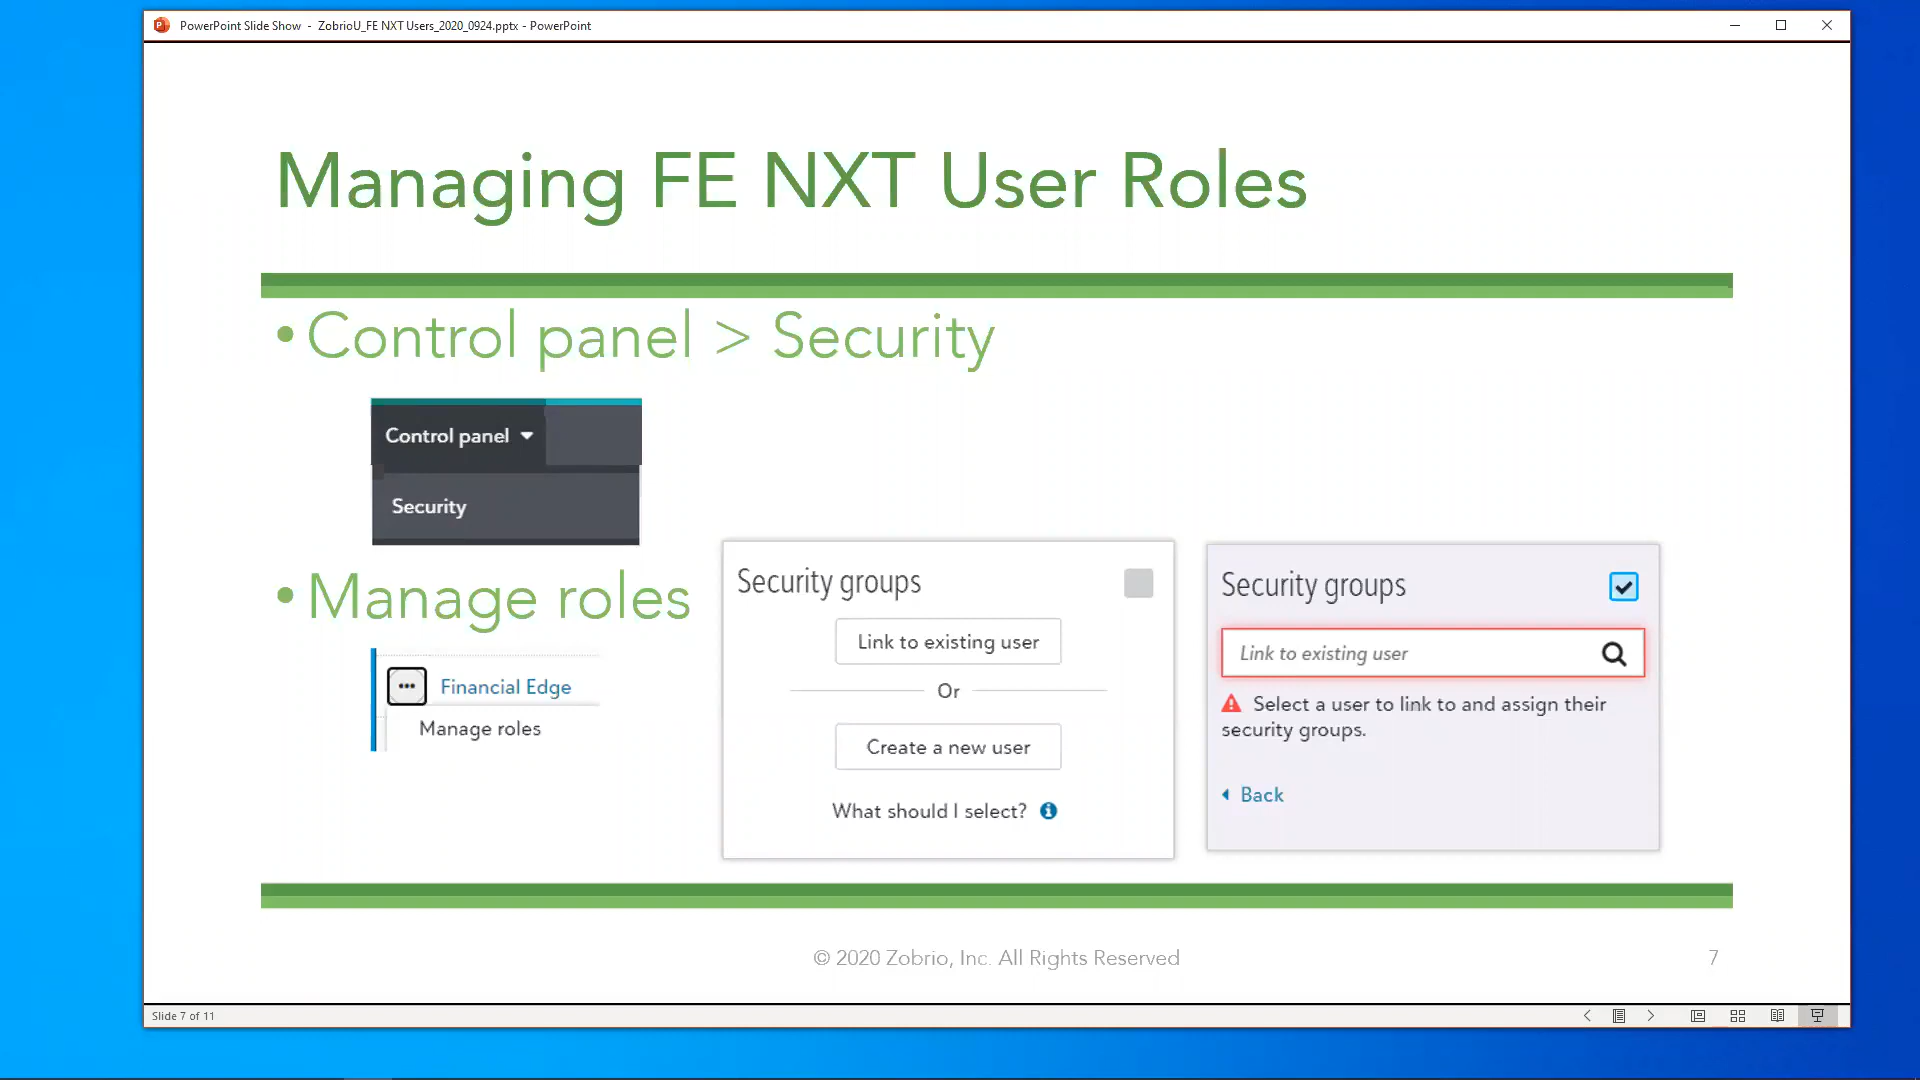 PowerPoint Slide Show - ZobrioU_FE NXT Users_2020_0924.pptx - PowerPoint
Managing FE NXT User Roles
• Control panel > Security
Control panel
Security
• Manage roles
Financial Edge
Manage roles
Security groups
Link to existing user
Or
Create a new user
What should I select?
Security groups
Link to existing user
Select a user to link to and assign their
security groups.
Back
© 2020 Zobrio, Inc. All Rights Reserved
7
Slide 7 of 11